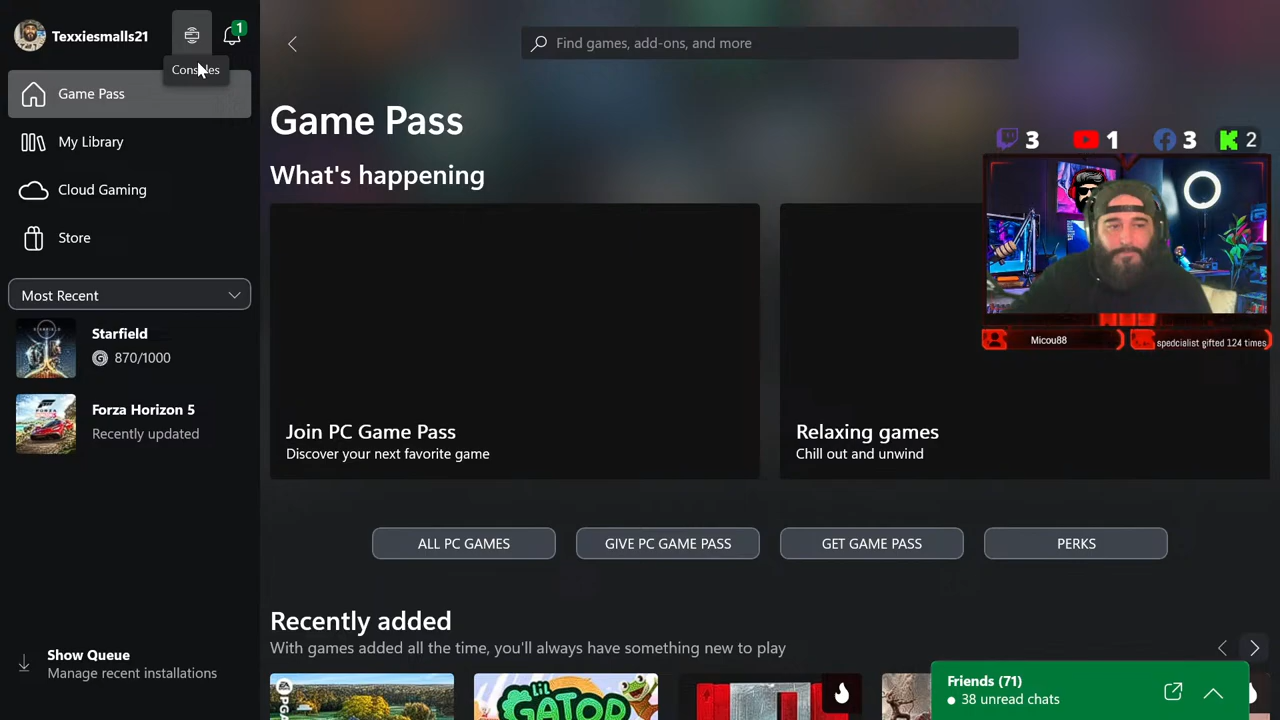 Texxiesmalls21
1
Consoles
Game Pass
My Library
Cloud Gaming
Store
Most Recent
Starfield
G 870/1000
Forza Horizon 5
Recently updated
Show Queue
Manage recent installations
Find games, add-ons, and more
Game Pass
What's happening
3 1 3 K 2
Micou88
spedcialist gifted 124 times
Join PC Game Pass
Discover your next favorite game
Relaxing games
Chill out and unwind
ALL PC GAMES
GIVE PC GAME PASS
GET GAME PASS
PERKS
Recently added
With games added all the time, you'll always have something new to play
Lil
GATOR
Friends (71)
38 unread chats